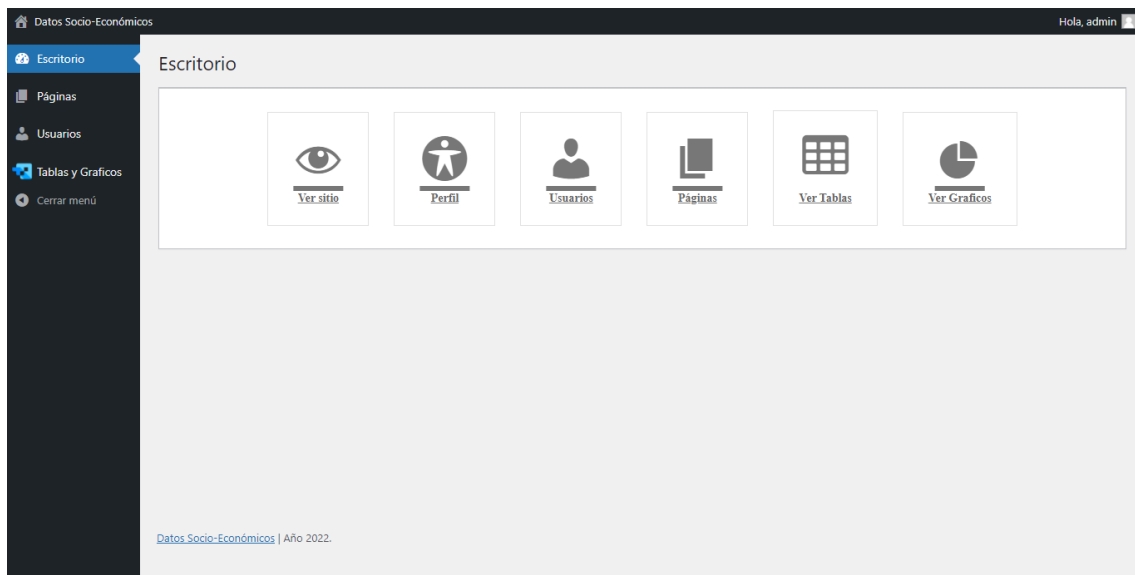 Datos Socio-Económicos
Hola, admin
Escritorio
Páginas
Usuarios
Tablas y Graficos
Cerrar menú
Escritorio
Ver sitio
Perfil
Usuarios
Páginas
Ver Tablas
Ver Graficos
Datos Socio-Económicos | Año 2022.